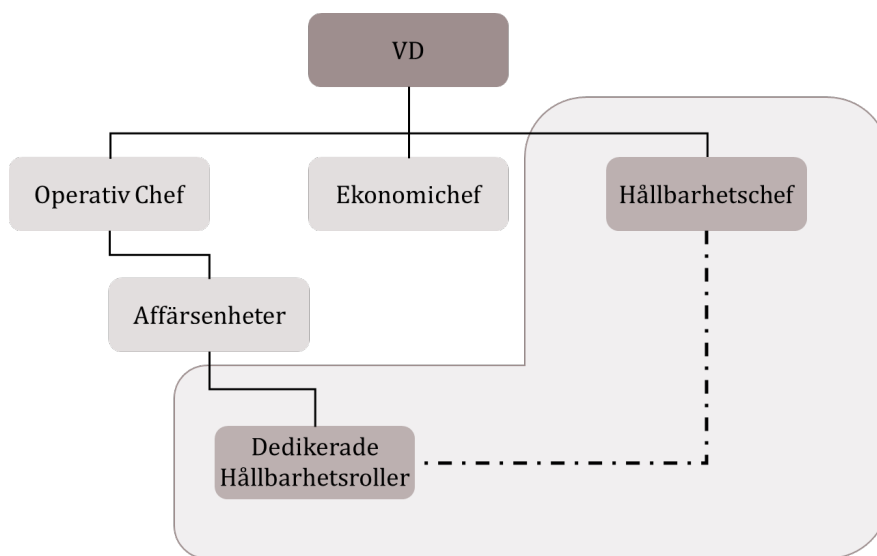 VD
Operativ Chef
Ekonomichef
Hållbarhetschef
Affärsenheter
Dedikerade
Hållbarhetsroller